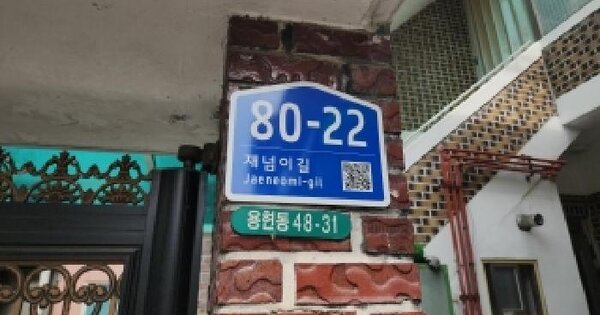 80-22
재넘이길
Jaeneomi-gil
용현동 48-31